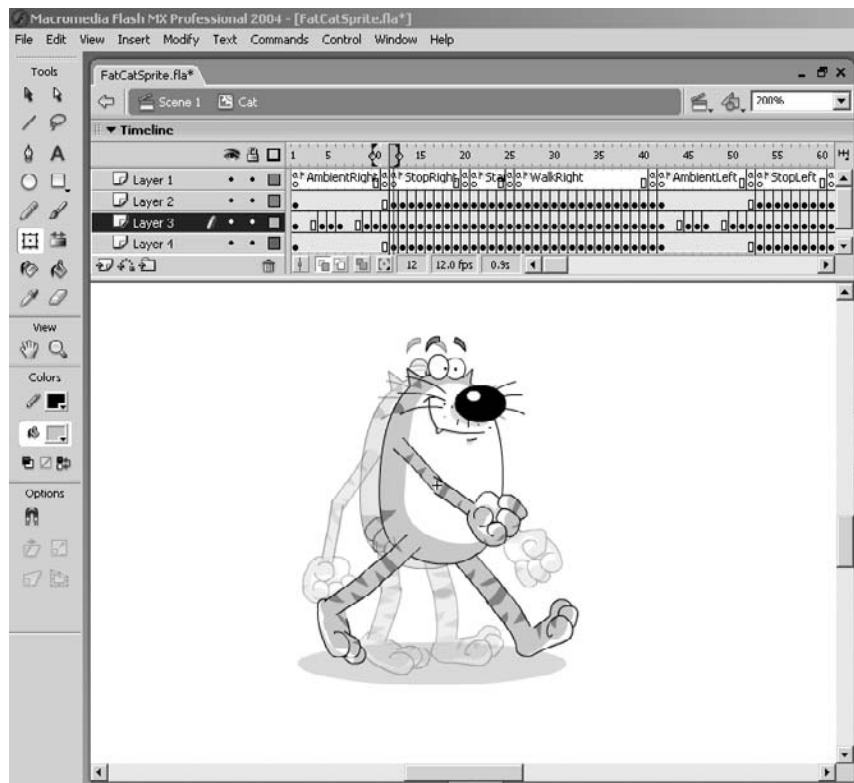 Macromedia Flash MX Professional 2004 - [FatCatSprite.fla*]
File Edit View Insert Modify Text Commands Control Window Help
Tools
FatCatSprite.fla*
Scene 1 Cat
200%
Timeline
1 5 10 15 20 25 30 35 40 45 50 55 60
Layer 1
AmbientRight StopRight WalkRight AmbientLeft StopLeft
Layer 2
Layer 3
Layer 4
12 12.0 fps 0.9s
View
Colors
Options